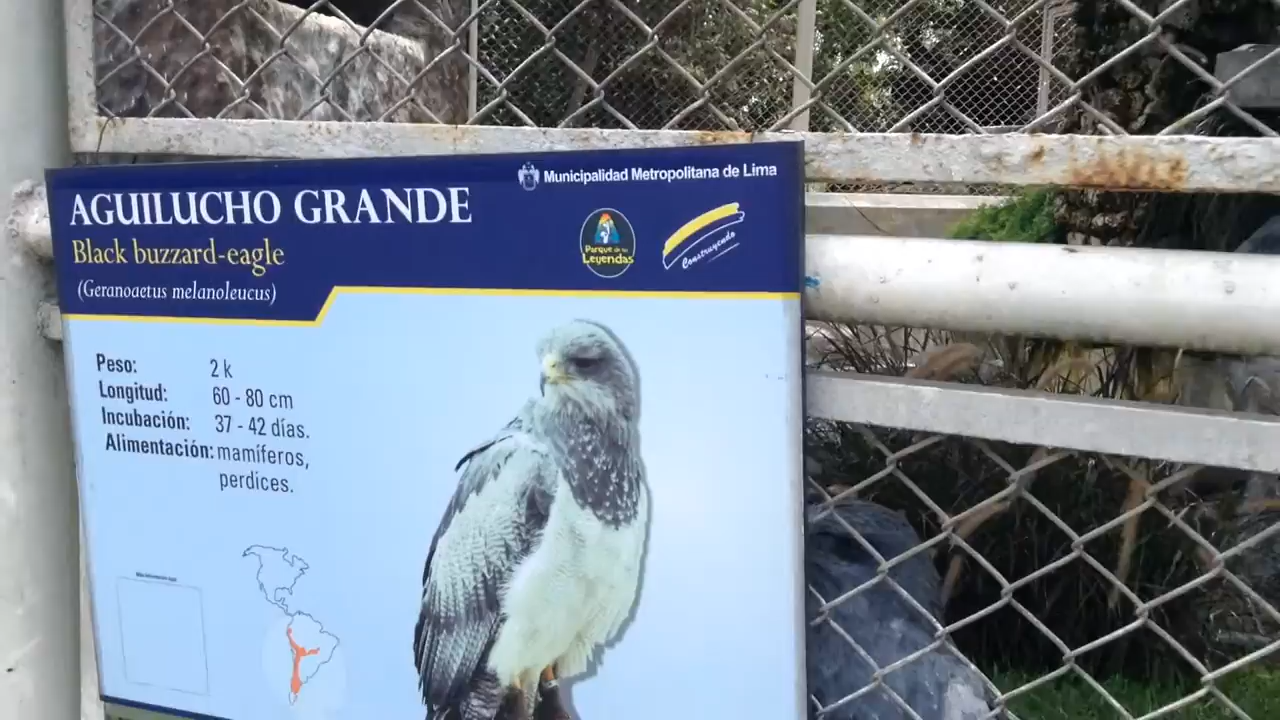 Municipalidad Metropolitana de Lima
AGUILUCHO GRANDE
Black buzzard-eagle
(Geranoaetus melanoleucus)
Parque de las
Leyendas
Construyendo
Peso: 2 k
Longitud: 60 - 80 cm
Incubación: 37 - 42 días.
Alimentación: mamíferos,
perdices.